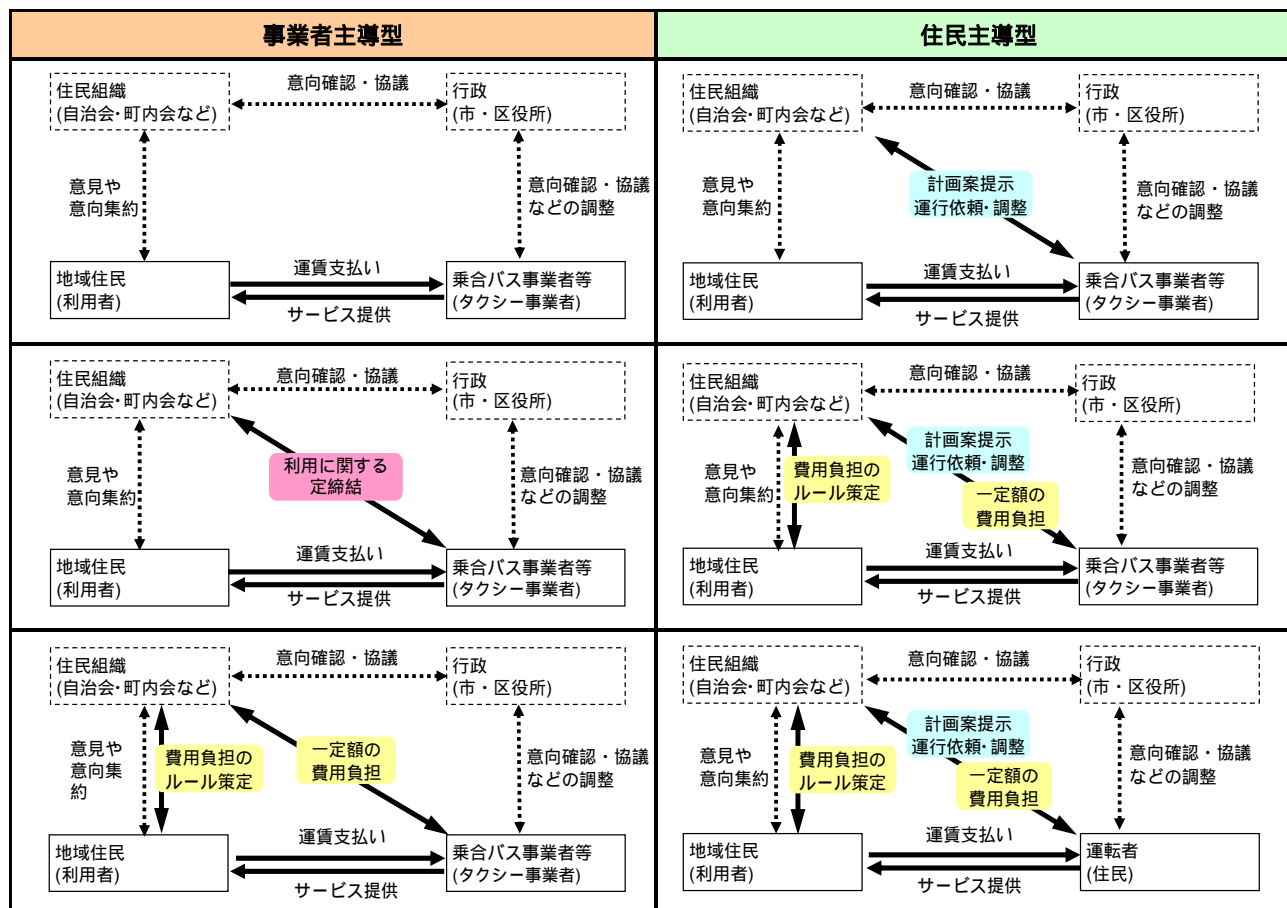 事業者主導型
住民主導型
住民組織
(自治会・町内会など)
意向確認・協議
行政
(市・区役所)
意見や
意向集約
意向確認・協議
などの調整
地域住民
(利用者)
運賃支払い
サービス提供
乗合バス事業者等
(タクシー事業者)
住民組織
(自治会・町内会など)
意向確認・協議
行政
(市・区役所)
意見や
意向集約
計画案提示
運行依頼・調整
意向確認・協議
などの調整
地域住民
(利用者)
運賃支払い
サービス提供
乗合バス事業者等
(タクシー事業者)
住民組織
(自治会・町内会など)
意向確認・協議
行政
(市・区役所)
意見や
意向集約
利用に関する
定締結
意向確認・協議
などの調整
地域住民
(利用者)
運賃支払い
サービス提供
乗合バス事業者等
(タクシー事業者)
住民組織
(自治会・町内会など)
意向確認・協議
行政
(市・区役所)
意見や
意向集約
費用負担の
ルール策定
計画案提示
運行依頼・調整
一定額の
費用負担
意向確認・協議
などの調整
地域住民
(利用者)
運賃支払い
サービス提供
乗合バス事業者等
(タクシー事業者)
住民組織
(自治会・町内会など)
意向確認・協議
行政
(市・区役所)
意見や
意向集
約
費用負担の
ルール策定
一定額の
費用負担
意向確認・協議
などの調整
地域住民
(利用者)
運賃支払い
サービス提供
乗合バス事業者等
(タクシー事業者)
住民組織
(自治会・町内会など)
意向確認・協議
行政
(市・区役所)
意見や
意向集約
費用負担の
ルール策定
計画案提示
運行依頼・調整
一定額の
費用負担
意向確認・協議
などの調整
地域住民
(利用者)
運賃支払い
サービス提供
運転者
(住民)